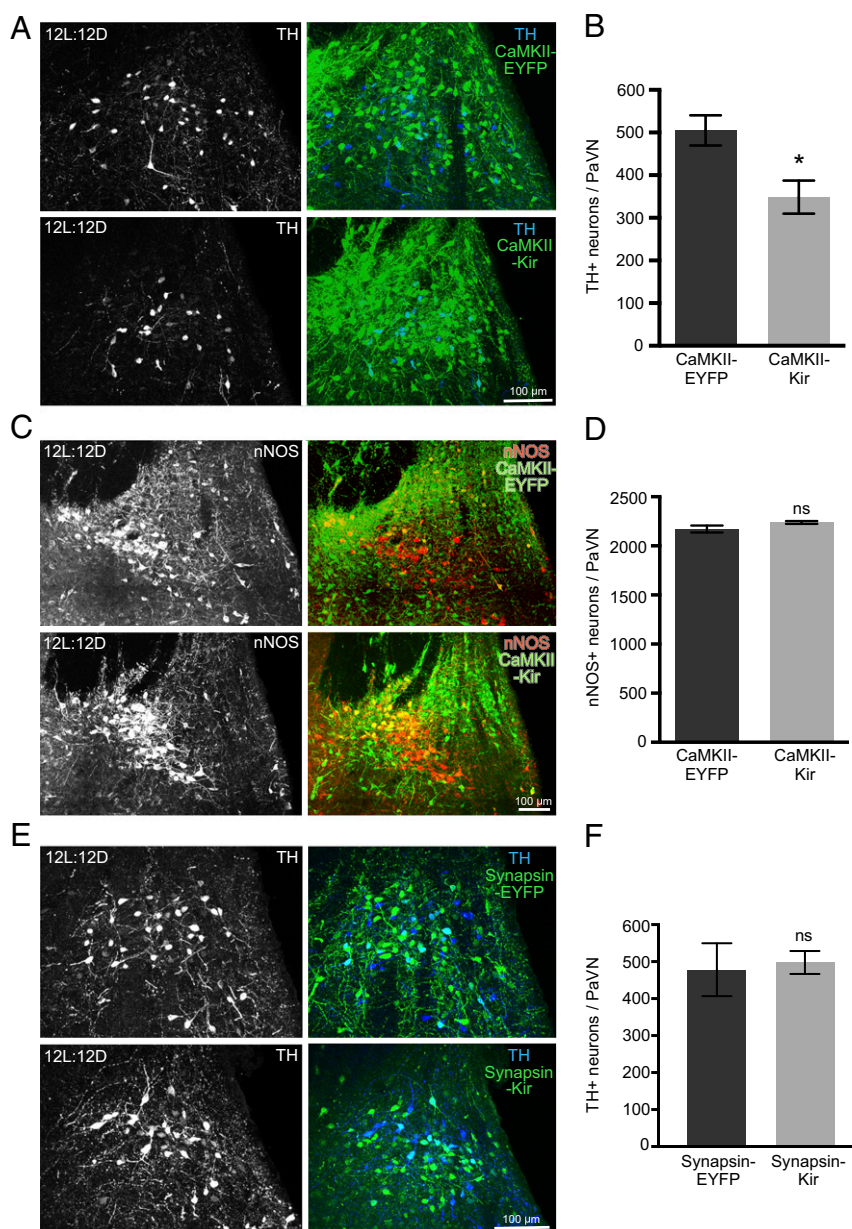 A
12L:12D
TH
TH
CaMKII-
EYFP
12L:12D
TH
TH
CaMKII
-Kir
100 µm
B
600
500
400
300
200
100
0
TH+ neurons / PaVN
*
CaMKII-
EYFP
CaMKII-
Kir
C
12L:12D
nNOS
nNOS
CaMKII-
EYFP
12L:12D
nNOS
nNOS
CaMKII
-Kir
100 µm
D
2500
2200
1500
1000
500
0
nNOS+ neurons / PaVN
ns
CaMKII-
EYFP
CaMKII-
Kir
E
12L:12D
TH
TH
Synapsin
-EYFP
12L:12D
TH
TH
Synapsin
-Kir
100 µm
F
600
500
400
300
200
100
0
TH+ neurons / PaVN
ns
Synapsin-
EYFP
Synapsin-
Kir